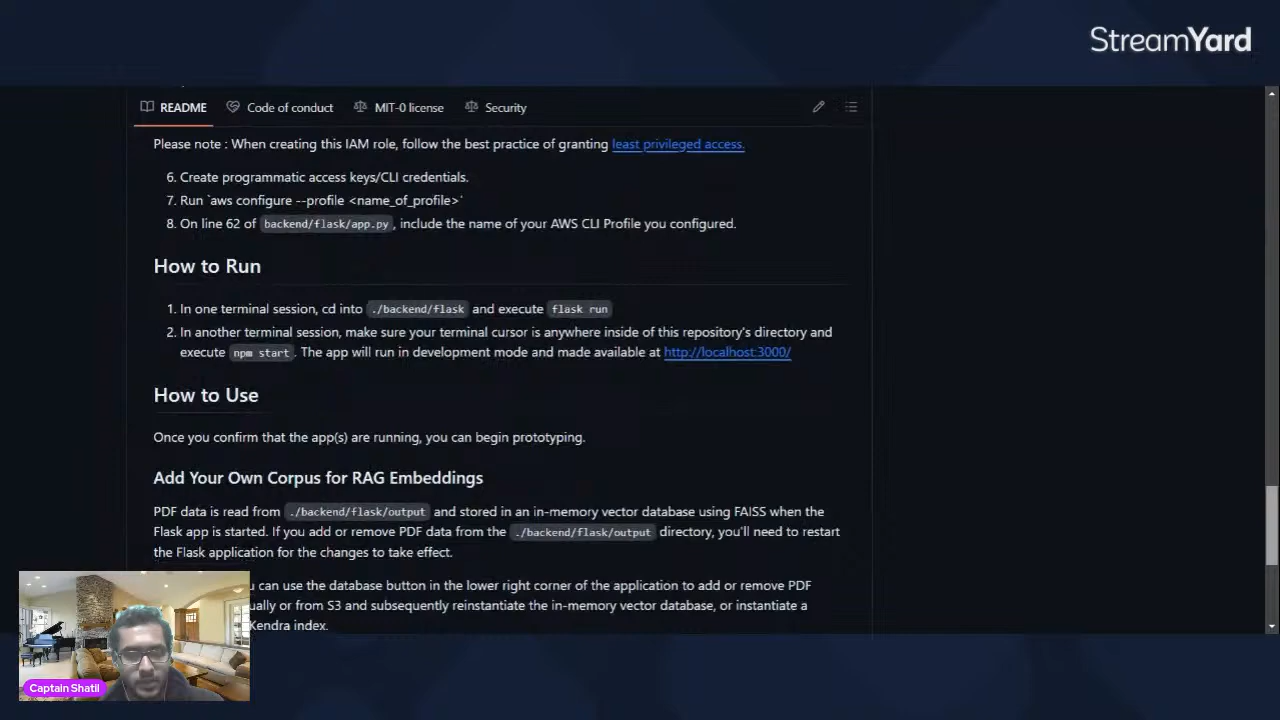 StreamYard
README Code of conduct MIT-0 license Security
Please note : When creating this IAM role, follow the best practice of granting least privileged access.
6. Create programmatic access keys/CLI credentials.
7. Run `aws configure --profile <name_of_profile>`
8. On line 62 of backend/flask/app.py, include the name of your AWS CLI Profile you configured.
How to Run
1. In one terminal session, cd into ./backend/flask and execute flask run
2. In another terminal session, make sure your terminal cursor is anywhere inside of this repository's directory and
execute npm start. The app will run in development mode and made available at http://localhost:3000/
How to Use
Once you confirm that the app(s) are running, you can begin prototyping.
Add Your Own Corpus for RAG Embeddings
PDF data is read from ./backend/flask/output and stored in an in-memory vector database using FAISS when the
Flask app is started. If you add or remove PDF data from the ./backend/flask/output directory, you'll need to restart
the Flask application for the changes to take effect.
can use the database button in the lower right corner of the application to add or remove PDF
or from S3 and subsequently reinstantiate the in-memory vector database, or instantiate a
Kendra index.
Captain Shatil